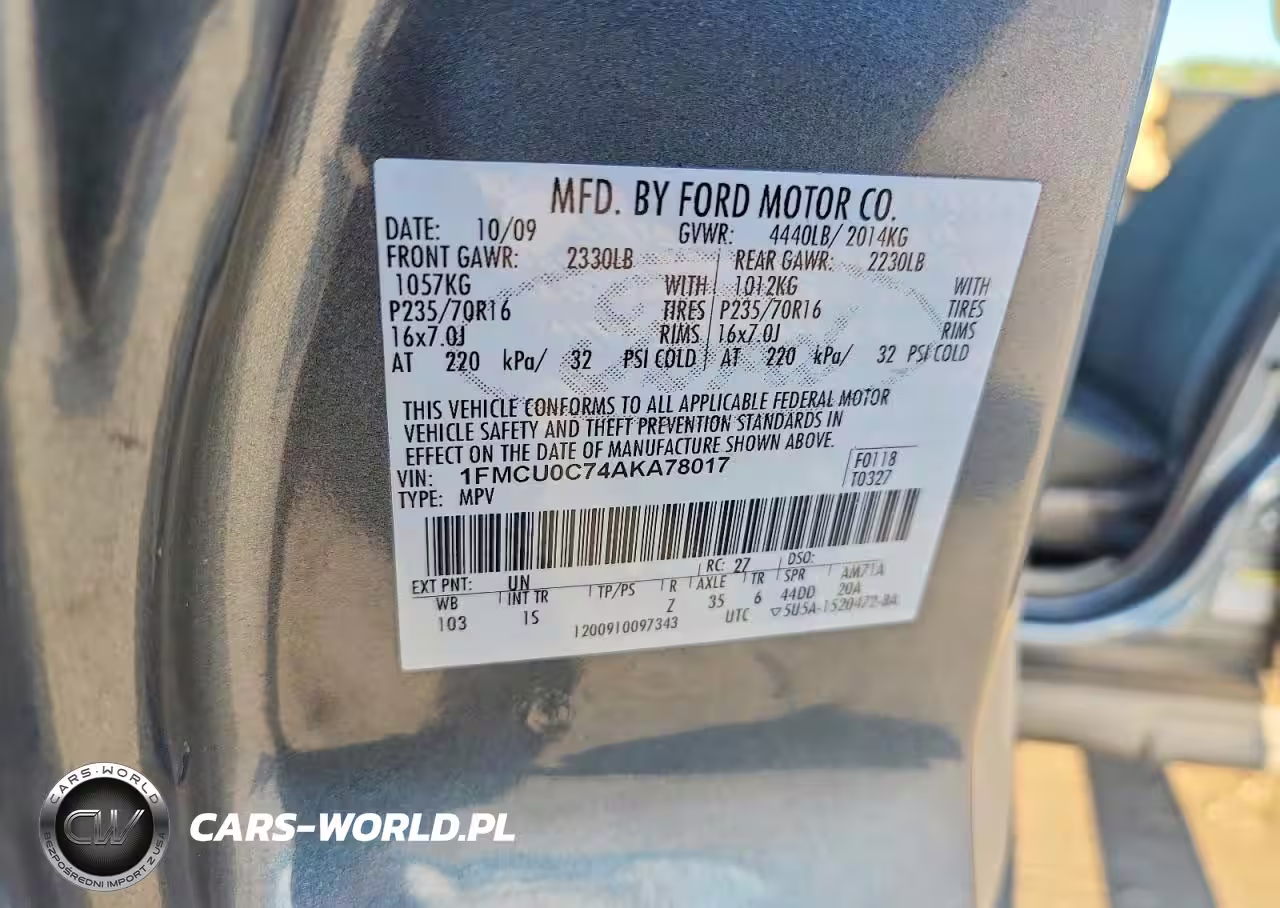 MFD. BY FORD MOTOR CO.
DATE: 10/09 GVWR: 4440LB/ 2014KG
FRONT GAWR: 2330LB REAR GAWR: 2230LB
1057KG WITH 1012KG WITH
P235/70R16 TIRES P235/70R16 TIRES
16x7.0J RIMS 16x7.0J RIMS
AT 220 kPa/ 32 PSI COLD AT 220 kPa/ 32 PSI COLD
THIS VEHICLE CONFORMS TO ALL APPLICABLE FEDERAL MOTOR
VEHICLE SAFETY AND THEFT PREVENTION STANDARDS IN
EFFECT ON THE DATE OF MANUFACTURE SHOWN ABOVE.
VIN: 1FMCU0C74AKA78017 F0118
TYPE: MPV T0327
EXT PNT: UN RC: 27 DSO:
WB INT TR TP/PS R AXLE TR SPR AM71A
103 IS Z 35 6 44DD 20A
1200910097343 UTC ▽5U5A-1520472-BA
CARS-WORLD
CW
BEZPOŚREDNI IMPORT Z USA
CARS-WORLD.PL